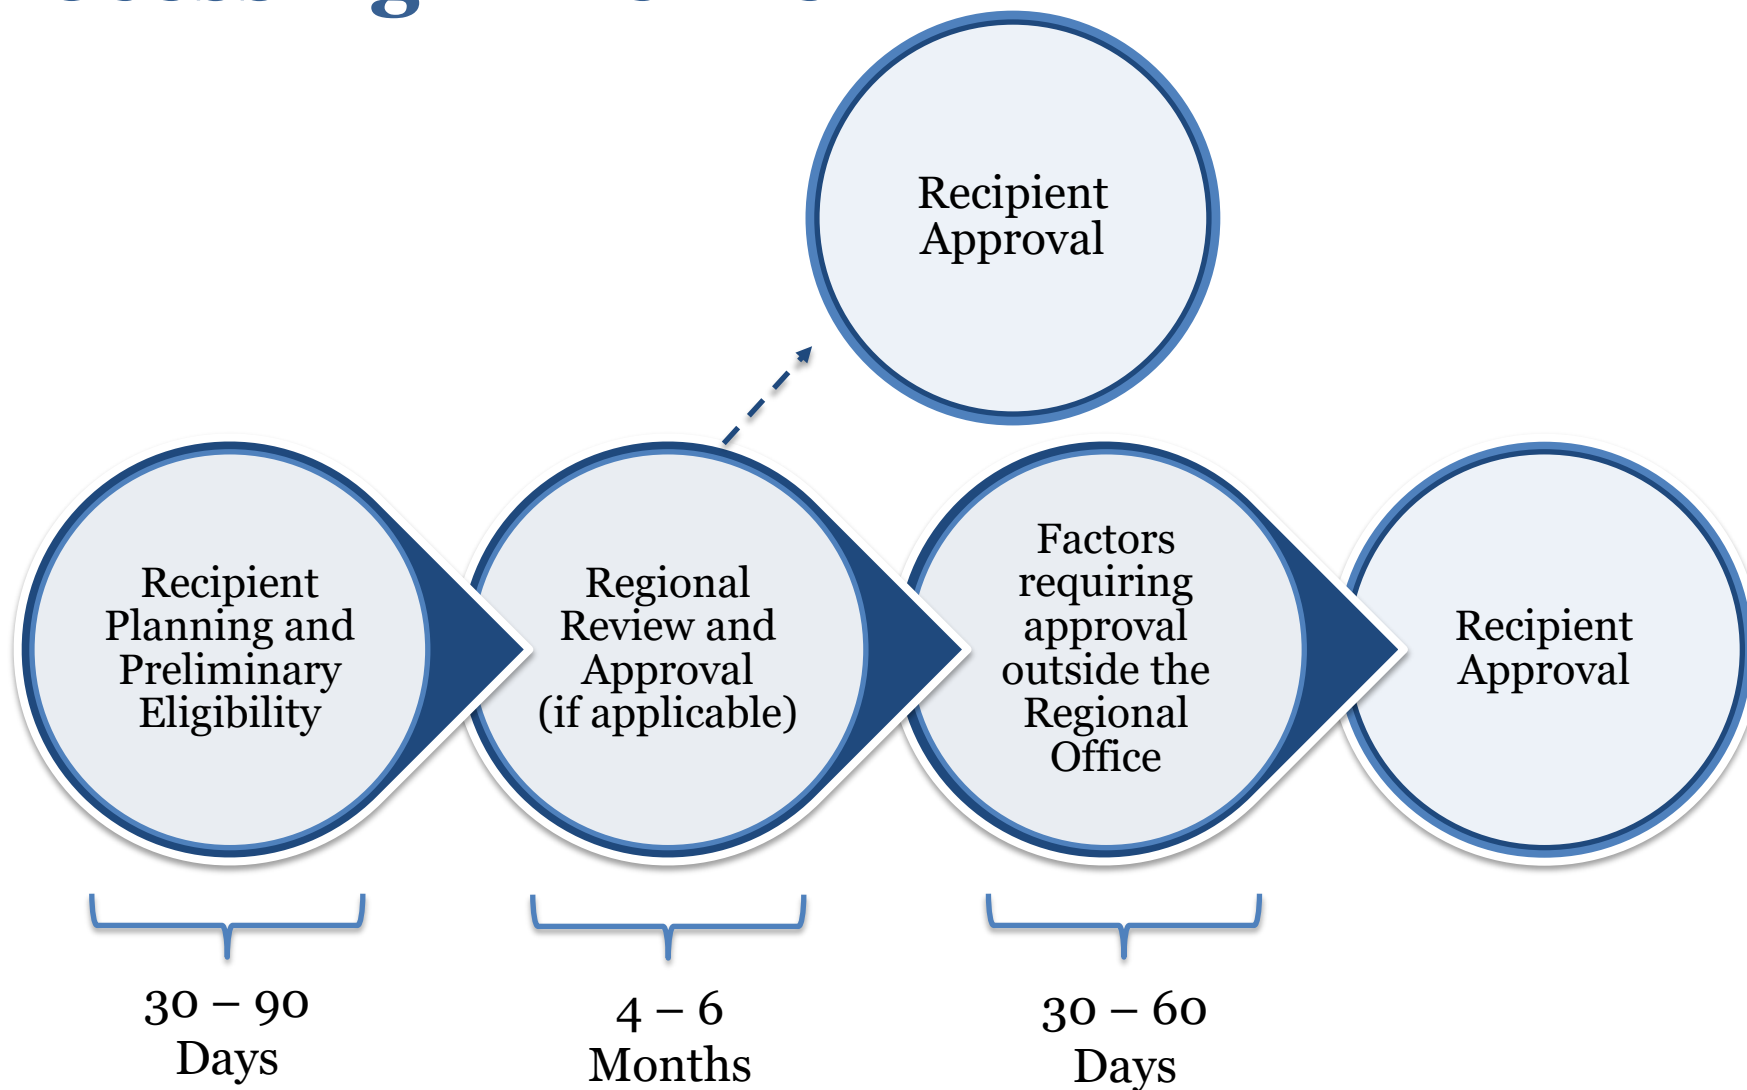 Recipient
Approval
Recipient
Planning and
Preliminary
Eligibility
Regional
Review and
Approval
(if applicable)
Factors
requiring
approval
outside the
Regional
Office
Recipient
Approval
30 – 90
Days
4 – 6
Months
30 – 60
Days